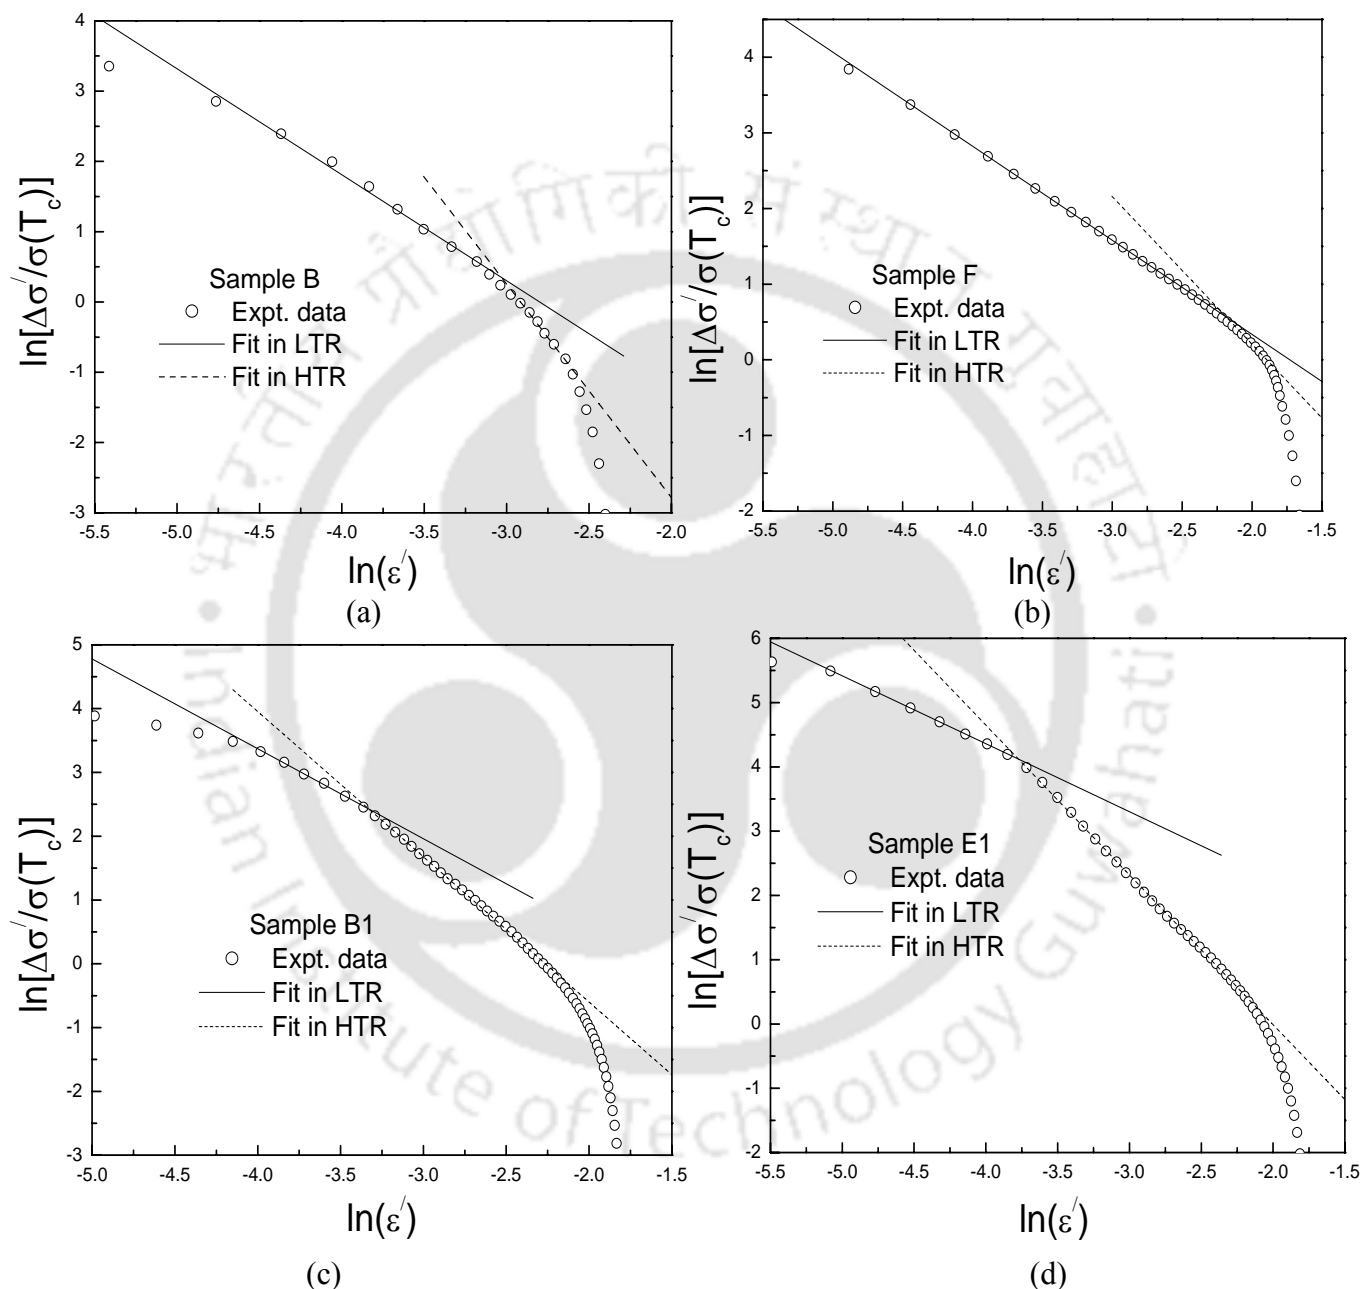 4
3
2
1
0
-1
-2
-3
-5.5 -5.0 -4.5 -4.0 -3.5 -3.0 -2.5 -2.0
ln[Δσ'/σ(T_c)]
ln(ε')
Sample B
Expt. data
Fit in LTR
Fit in HTR
(a)
4
3
2
1
0
-1
-2
-5.5 -5.0 -4.5 -4.0 -3.5 -3.0 -2.5 -2.0 -1.5
ln[Δσ'/σ(T_c)]
ln(ε')
Sample F
Expt. data
Fit in LTR
Fit in HTR
(b)
5
4
3
2
1
0
-1
-2
-3
-5.0 -4.5 -4.0 -3.5 -3.0 -2.5 -2.0 -1.5
ln[Δσ'/σ(T_c)]
ln(ε')
Sample B1
Expt. data
Fit in LTR
Fit in HTR
(c)
6
5
4
3
2
1
0
-1
-2
-5.5 -5.0 -4.5 -4.0 -3.5 -3.0 -2.5 -2.0 -1.5
ln[Δσ'/σ(T_c)]
ln(ε')
Sample E1
Expt. data
Fit in LTR
Fit in HTR
(d)
भारतीय प्रौद्योगिकी संस्थान गुवाहाटी
Indian Institute of Technology Guwahati